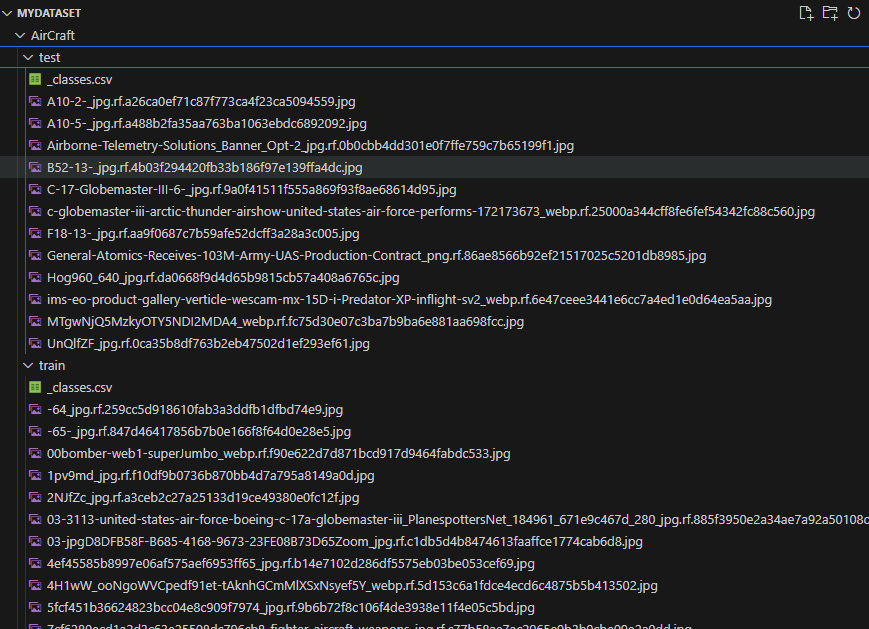 MYDATASET
AirCraft
test
_classes.csv
A10-2-_jpg.rf.a26ca0ef71c87f773ca4f23ca5094559.jpg
A10-5-_jpg.rf.a488b2fa35aa763ba1063ebdc6892092.jpg
Airborne-Telemetry-Solutions_Banner_Opt-2_jpg.rf.0b0cbb4dd301e0f7ffe759c7b65199f1.jpg
B52-13-_jpg.rf.4b03f294420fb33b186f97e139ffa4dc.jpg
C-17-Globemaster-III-6-_jpg.rf.9a0f41511f555a869f93f8ae68614d95.jpg
c-globemaster-iii-arctic-thunder-airshow-united-states-air-force-performs-172173673_webp.rf.25000a344cff8fe6fef54342fc88c560.jpg
F18-13-_jpg.rf.aa9f0687c7b59afe52dcff3a28a3c005.jpg
General-Atomics-Receives-103M-Army-UAS-Production-Contract_png.rf.86ae8566b92ef21517025c5201db8985.jpg
Hog960_640_jpg.rf.da0668f9d4d65b9815cb57a408a6765c.jpg
ims-eo-product-gallery-verticle-wescam-mx-15D-i-Predator-XP-inflight-sv2_webp.rf.6e47ceee3441e6cc7a4ed1e0d64ea5aa.jpg
MTgwNjQ5MzkyOTY5NDI2MDA4_webp.rf.fc75d30e07c3ba7b9ba6e881aa698fcc.jpg
UnQlfZF_jpg.rf.0ca35b8df763b2eb47502d1ef293ef61.jpg
train
_classes.csv
-64_jpg.rf.259cc5d918610fab3a3ddfb1dfbd74e9.jpg
-65-_jpg.rf.847d46417856b7b0e166f8f64d0e28e5.jpg
00bomber-web1-superJumbo_webp.rf.f90e622d7d871bcd917d9464fabdc533.jpg
1pv9md_jpg.rf.f10df9b0736b870bb4d7a795a8149a0d.jpg
2NJfZc_jpg.rf.a3ceb2c27a25133d19ce49380e0fc12f.jpg
03-3113-united-states-air-force-boeing-c-17a-globemaster-iii_PlanespottersNet_184961_671e9c467d_280_jpg.rf.885f3950e2a34ae7a92a50108c
03-jpgD8DFB58F-B685-4168-9673-23FE08B73D65Zoom_jpg.rf.c1db5d4b8474613faaffce1774cab6d8.jpg
4ef45585b8997e06af575aef6953ff65_jpg.rf.b14e7102d286df5575eb03be053cef69.jpg
4H1wW_ooNgoWVCpedf91et-tAknhGCmMlXSxNsyef5Y_webp.rf.5d153c6a1fdce4ecd6c4875b5b413502.jpg
5fcf451b36624823bcc04e8c909f7974_jpg.rf.9b6b72f8c106f4de3938e11f4e05c5bd.jpg